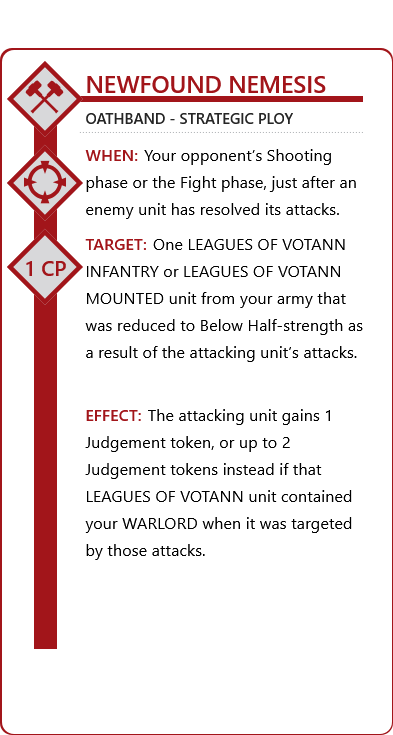 NEWFOUND NEMESIS
OATHBAND - STRATEGIC PLOY
WHEN: Your opponent's Shooting
phase or the Fight phase, just after an
enemy unit has resolved its attacks.
1 CP
TARGET: One LEAGUES OF VOTANN
INFANTRY or LEAGUES OF VOTANN
MOUNTED unit from your army that
was reduced to Below Half-strength as
a result of the attacking unit's attacks.
EFFECT: The attacking unit gains 1
Judgement token, or up to 2
Judgement tokens instead if that
LEAGUES OF VOTANN unit contained
your WARLORD when it was targeted
by those attacks.